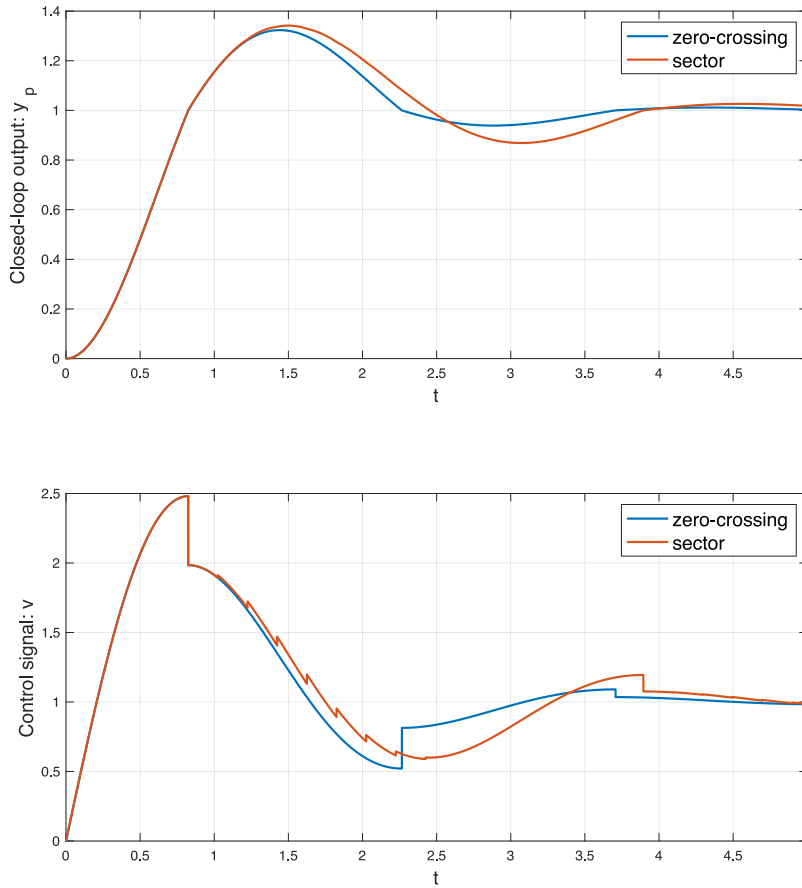 1.4
1.2
1
0.8
0.6
0.4
0.2
0
Closed-loop output: y_p
zero-crossing
sector
0 0.5 1 1.5 2 2.5 3 3.5 4 4.5
t
2.5
2
1.5
1
0.5
0
Control signal: v
zero-crossing
sector
0 0.5 1 1.5 2 2.5 3 3.5 4 4.5
t